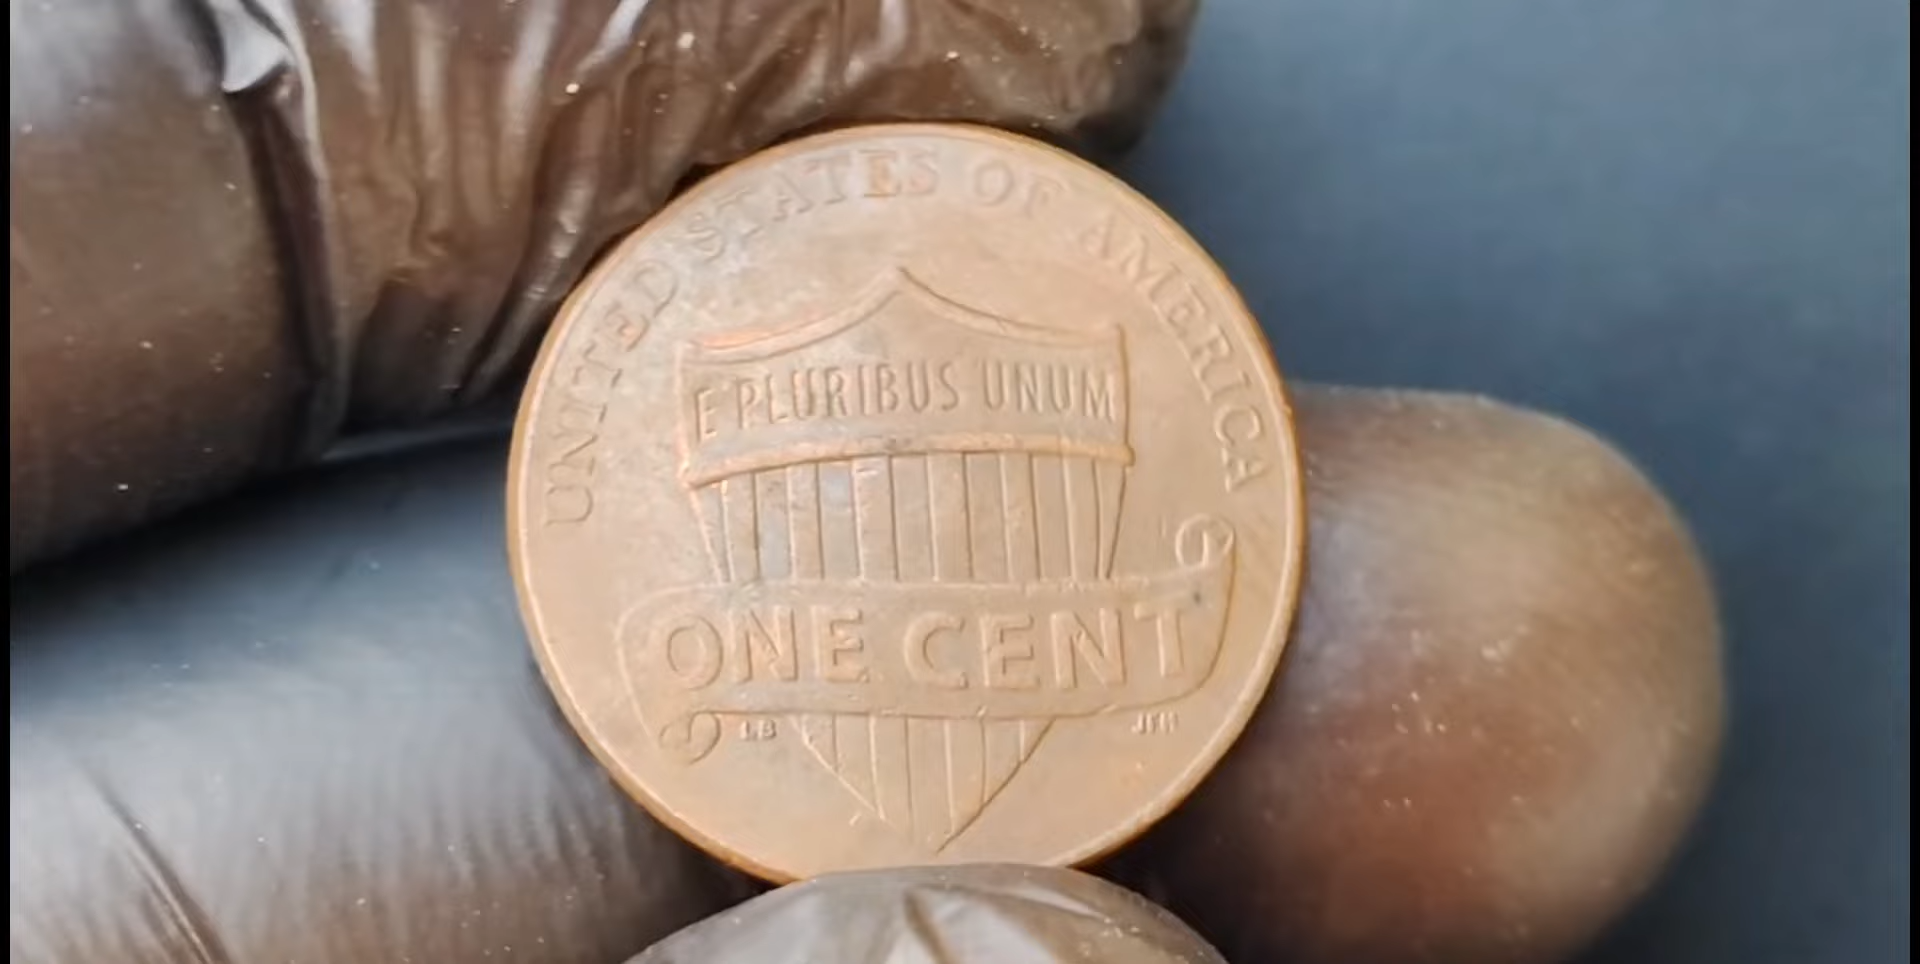 UNITED STATES OF AMERICA
E PLURIBUS UNUM
ONE CENT
LB
JFM